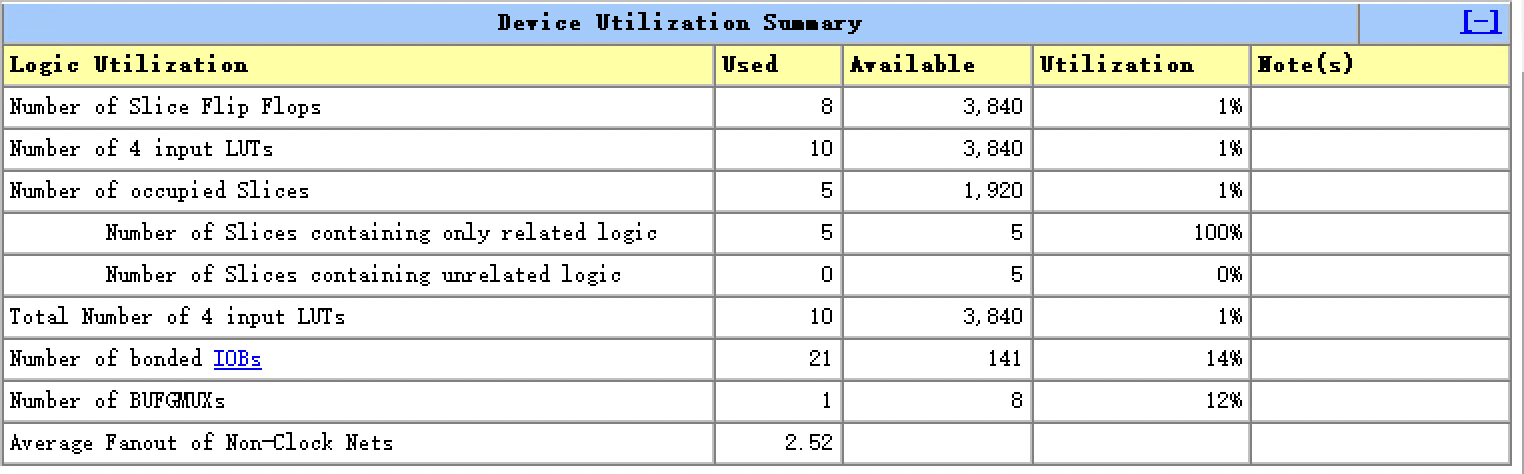 Device Utilization Summary [-]
Logic Utilization Used Available Utilization Note(s)
Number of Slice Flip Flops 8 3,840 1%
Number of 4 input LUTs 10 3,840 1%
Number of occupied Slices 5 1,920 1%
Number of Slices containing only related logic 5 5 100%
Number of Slices containing unrelated logic 0 5 0%
Total Number of 4 input LUTs 10 3,840 1%
Number of bonded IOBs 21 141 14%
Number of BUFGMUXs 1 8 12%
Average Fanout of Non-Clock Nets 2.52